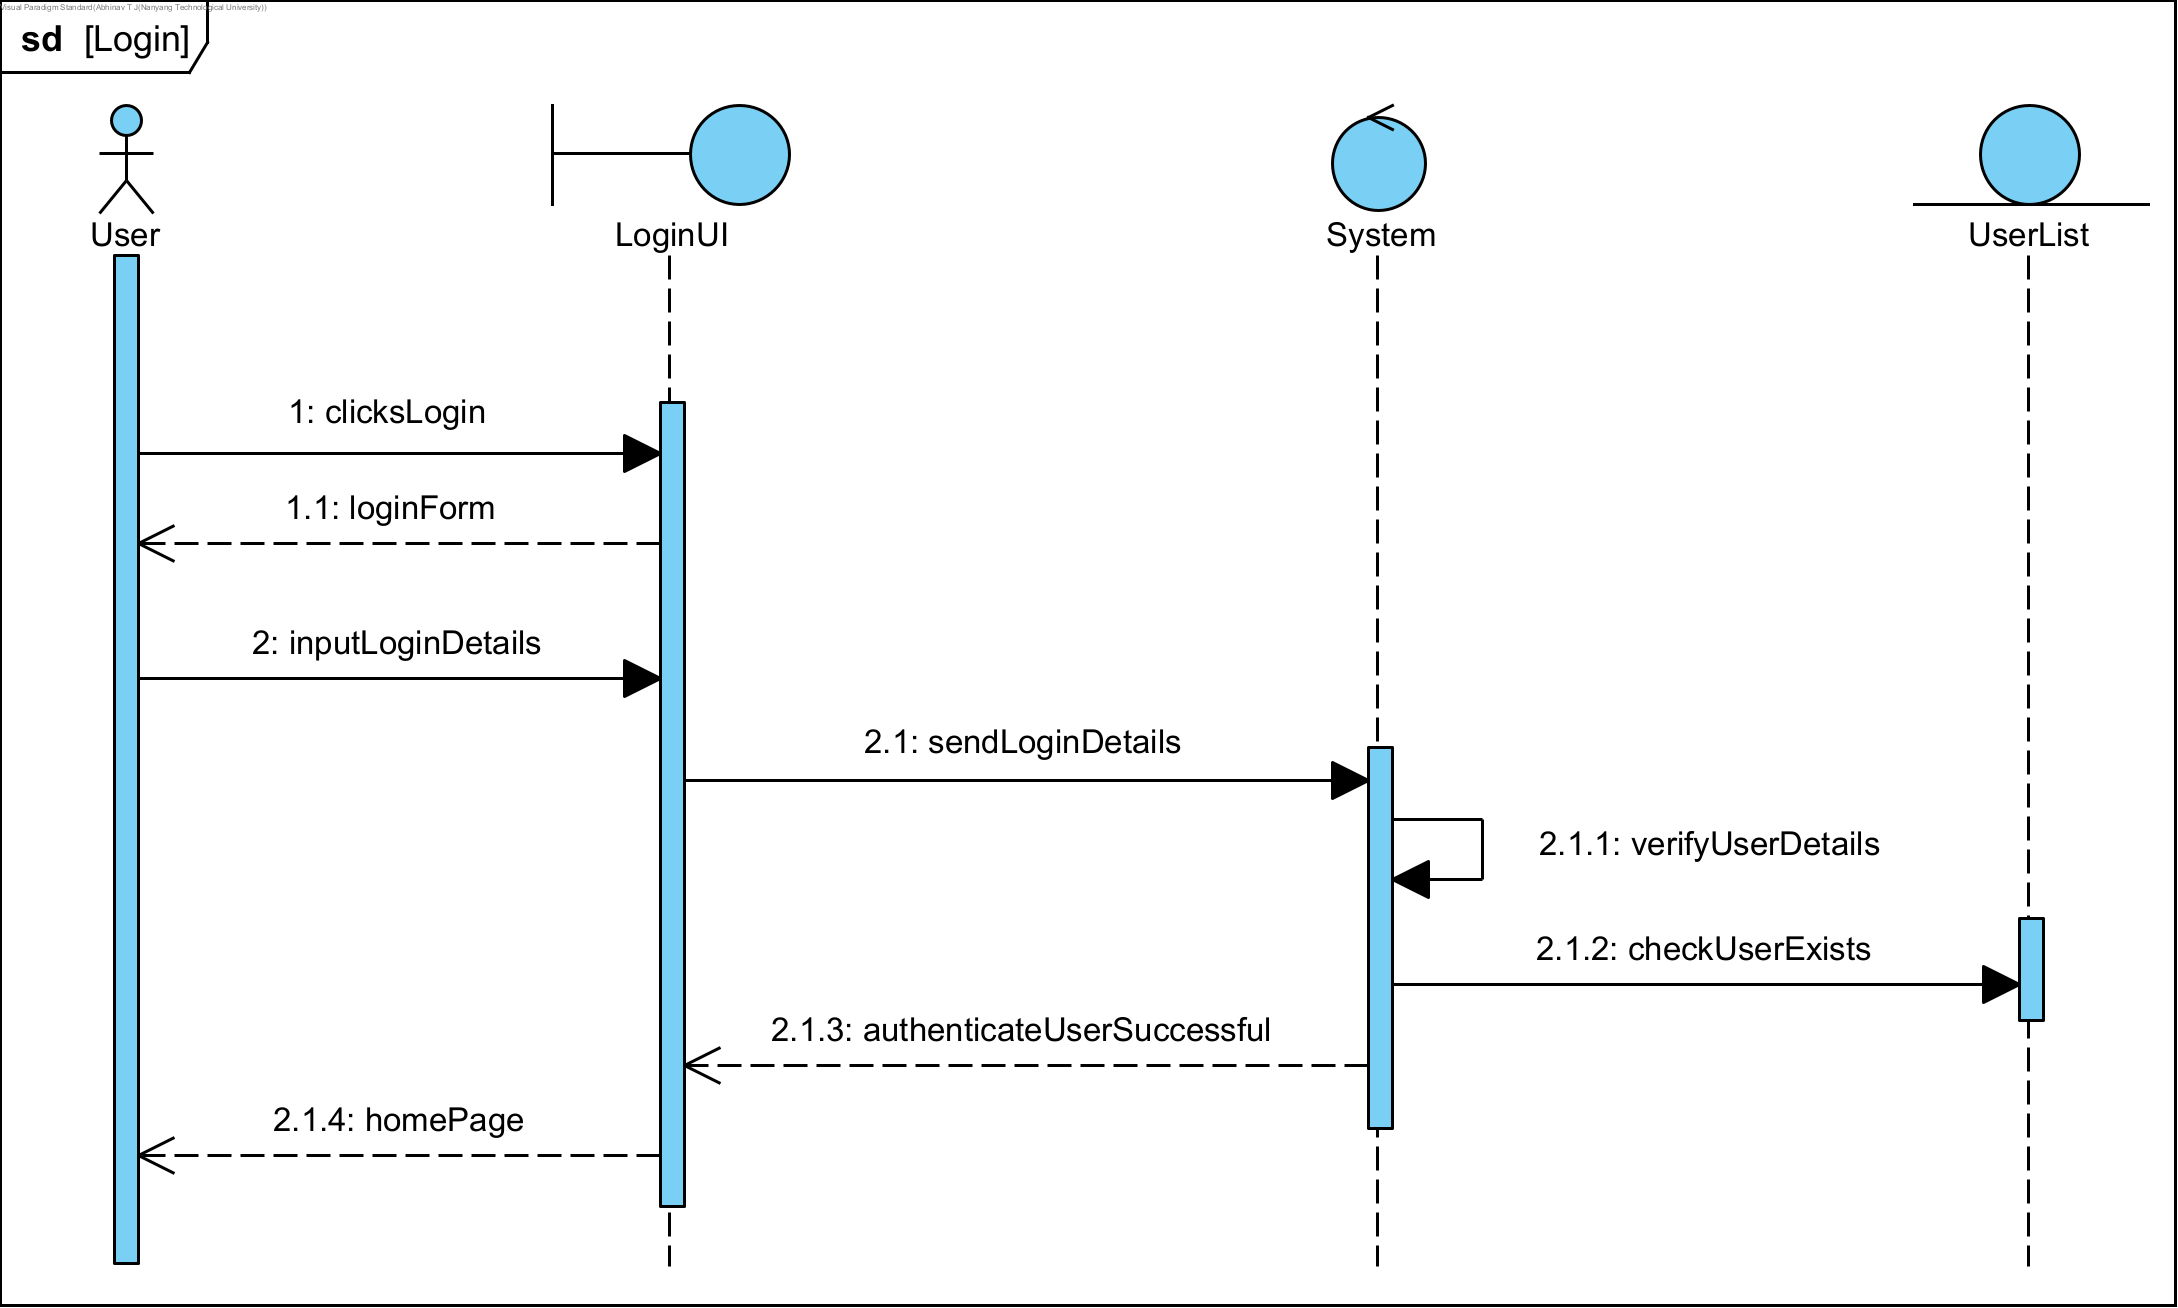 Visual Paradigm Standard(Abhinav T J(Nanyang Technological University))
sd [Login]
User
LoginUI
System
UserList
1: clicksLogin
1.1: loginForm
2: inputLoginDetails
2.1: sendLoginDetails
2.1.1: verifyUserDetails
2.1.2: checkUserExists
2.1.3: authenticateUserSuccessful
2.1.4: homePage